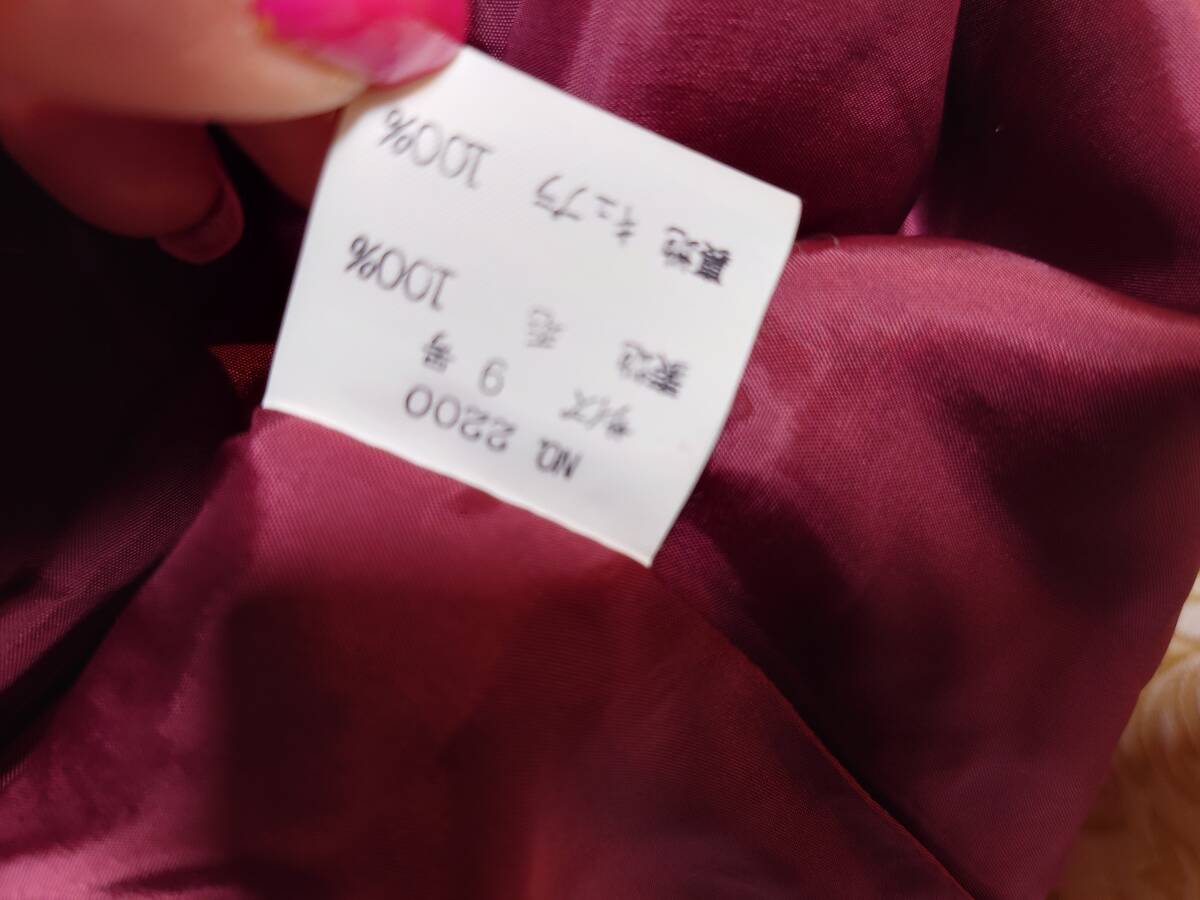 NO. 2200
サイズ 9 号
表地 毛 100%
裏地 キュプラ 100%